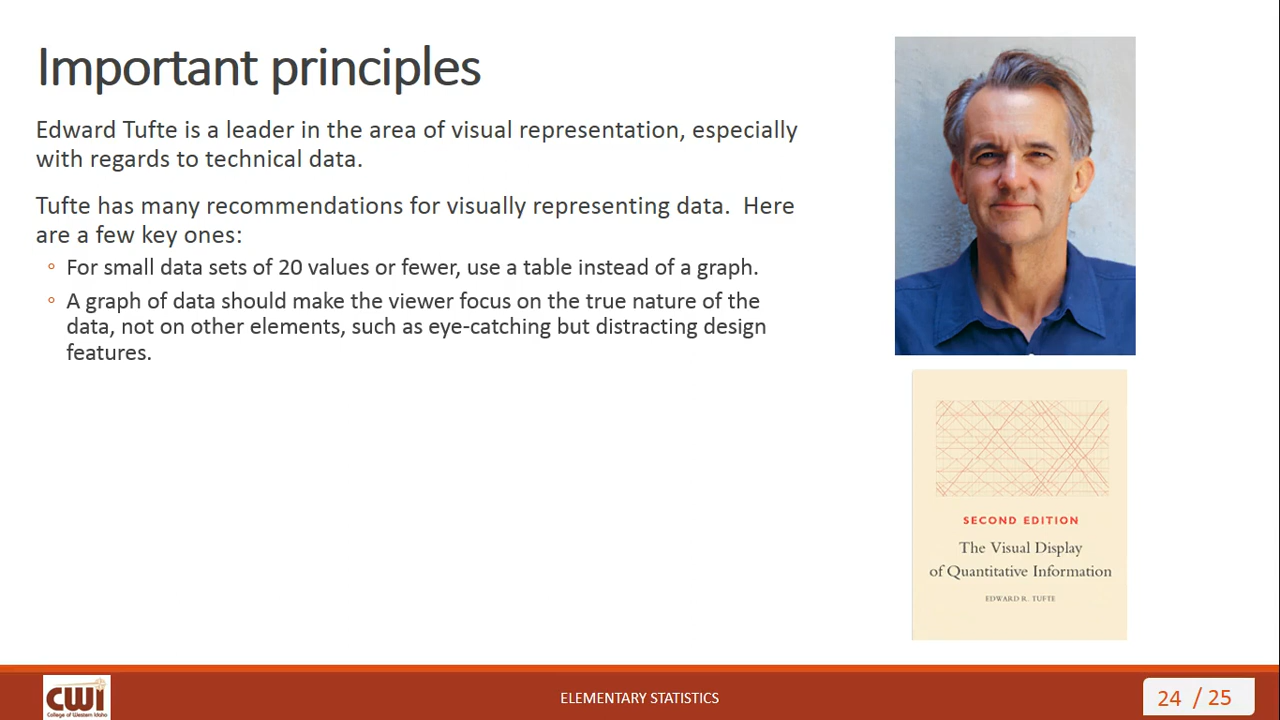 Important principles
Edward Tufte is a leader in the area of visual representation, especially
with regards to technical data.
Tufte has many recommendations for visually representing data.  Here
are a few key ones:
◦ For small data sets of 20 values or fewer, use a table instead of a graph.
◦ A graph of data should make the viewer focus on the true nature of the
data, not on other elements, such as eye-catching but distracting design
features.
SECOND EDITION
The Visual Display
of Quantitative Information
EDWARD R. TUFTE
CWI
College of Western Idaho
ELEMENTARY STATISTICS
24 / 25